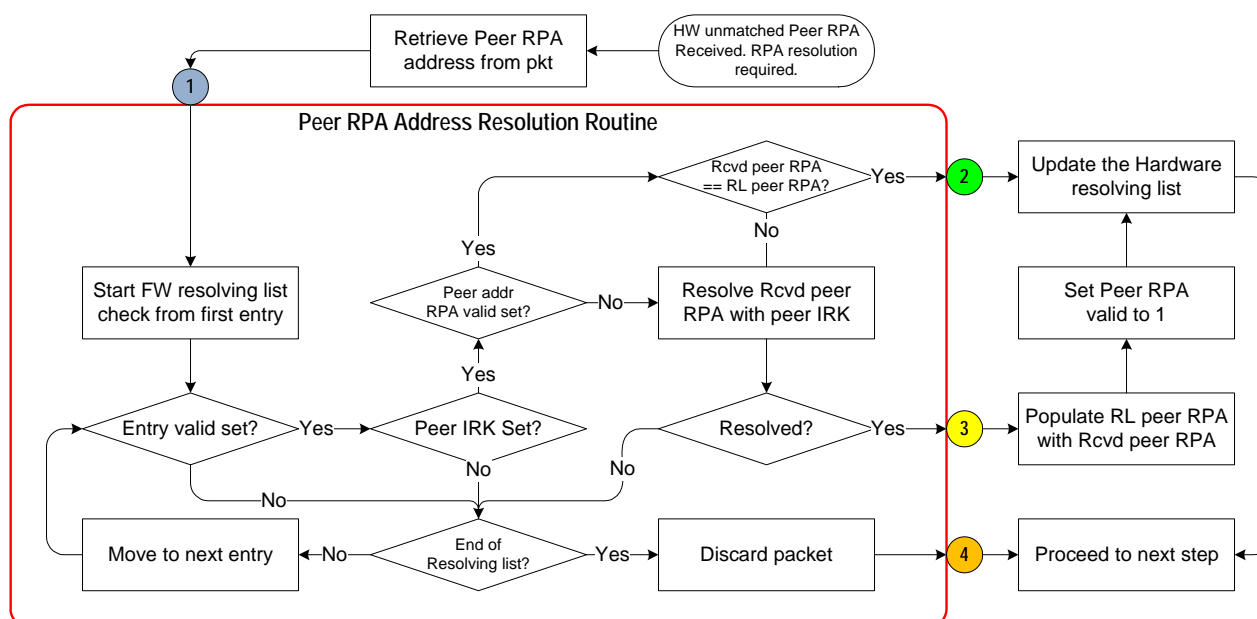 HW unmatched Peer RPA
Received. RPA resolution
required.
Retrieve Peer RPA
address from pkt
1
Peer RPA Address Resolution Routine
Rcvd peer RPA
== RL peer RPA?
Yes
2
Update the Hardware
resolving list
No
Yes
Start FW resolving list
check from first entry
Peer addr
RPA valid set?
No
Resolve Rcvd peer
RPA with peer IRK
Set Peer RPA
valid to 1
Yes
Entry valid set?
Yes
Peer IRK Set?
Resolved?
Yes
3
Populate RL peer RPA
with Rcvd peer RPA
No
No
No
Move to next entry
No
End of
Resolving list?
Yes
Discard packet
4
Proceed to next step